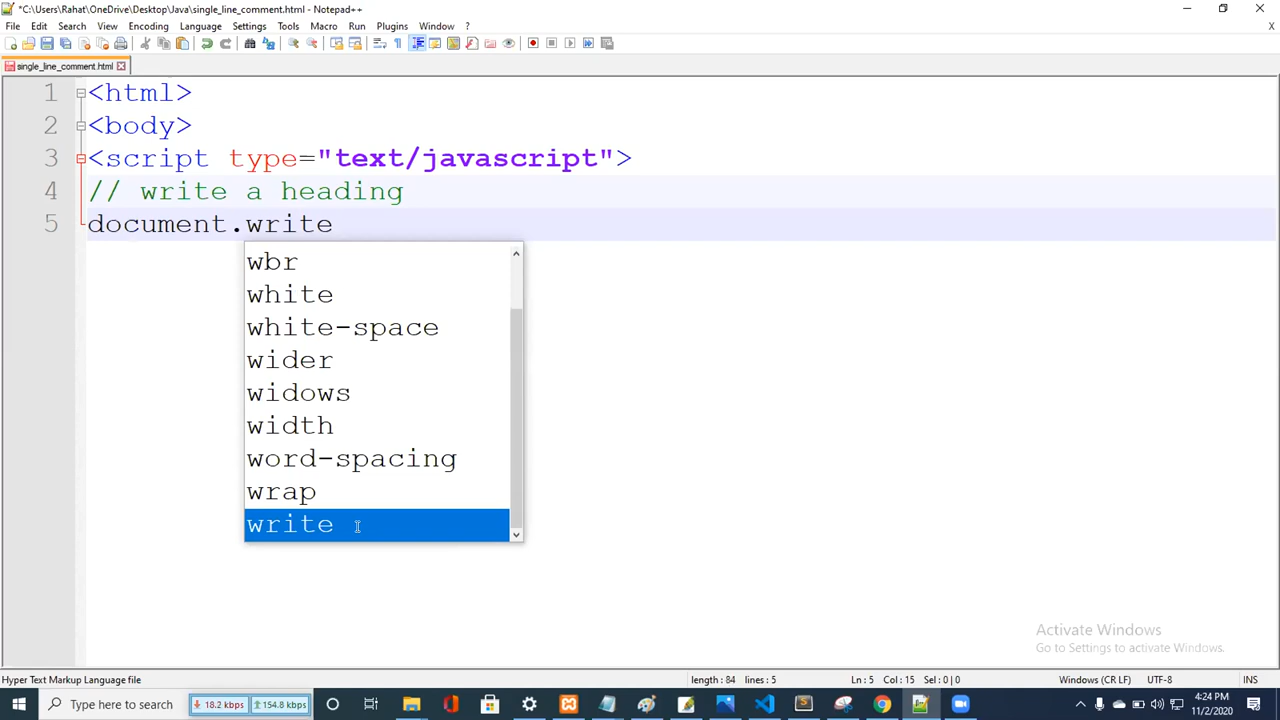 *C:\Users\Rahat\OneDrive\Desktop\Java\single_line_comment.html - Notepad++
File Edit Search View Encoding Language Settings Tools Macro Run Plugins Window ? X
single_line_comment.html
1 <html>
2 <body>
3 <script type="text/javascript">
4 // write a heading
5 document.write
wbr
white
white-space
wider
widows
width
word-spacing
wrap
write
Activate Windows
Go to Settings to activate Windows.
Hyper Text Markup Language file length : 84 lines : 5 Ln : 5 Col : 15 Sel : 0 | 0 Windows (CR LF) UTF-8 INS
Type here to search 18.2 kbps 154.8 kbps 4:24 PM
11/2/2020